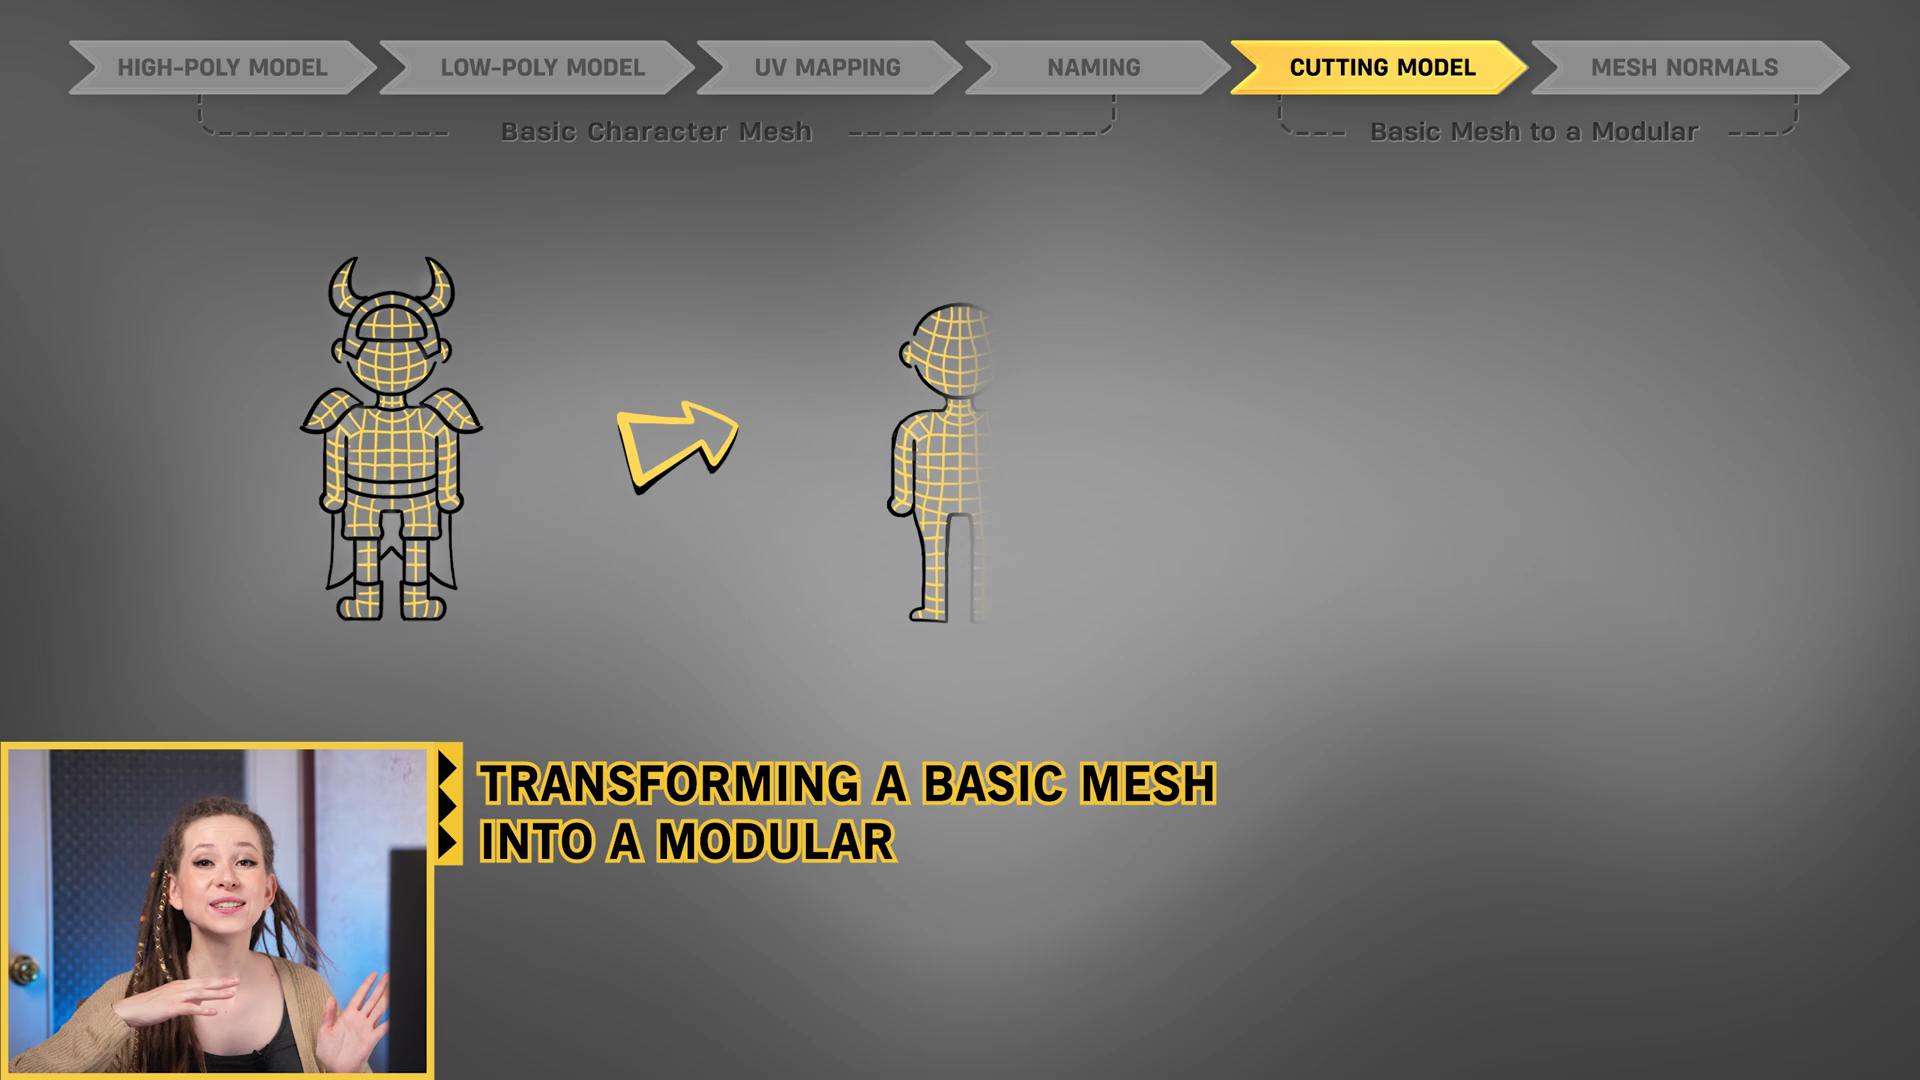 HIGH-POLY MODEL
LOW-POLY MODEL
UV MAPPING
NAMING
CUTTING MODEL
MESH NORMALS
Basic Character Mesh
Basic Mesh to a Modular
TRANSFORMING A BASIC MESH
INTO A MODULAR